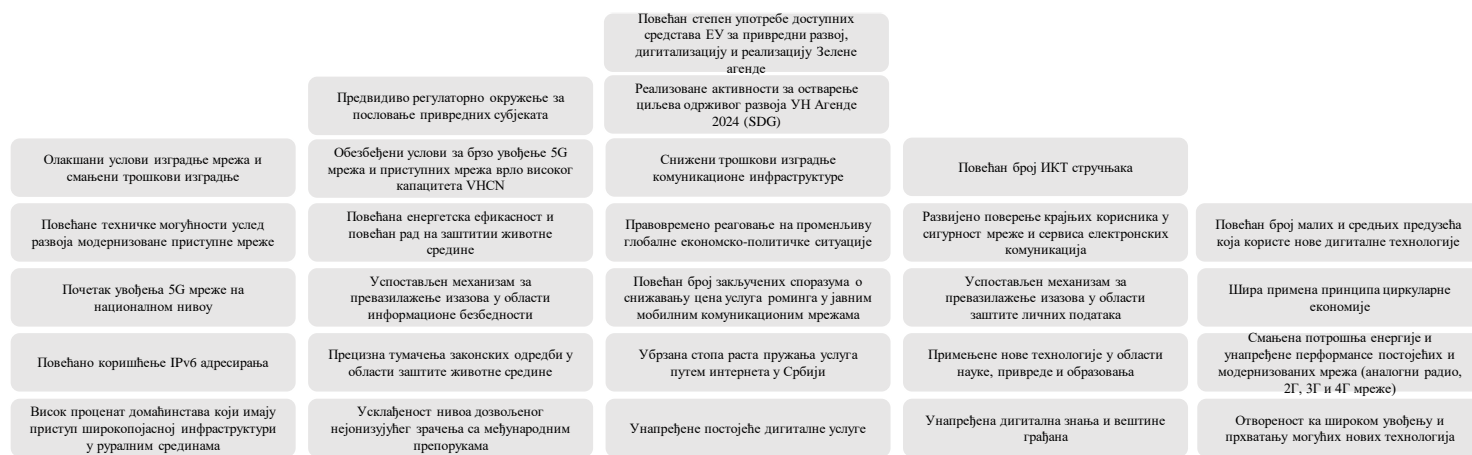 Повећан степен употребе доступних
средстава ЕУ за привредни развој,
дигитализацију и реализацију Зелене
агенде
Предвидиво регулаторно окружење за
пословање привредних субјеката
Реализоване активности за остварење
циљева одрживог развоја УН Агенде
2024 (SDG)
Олакшани услови изградње мрежа и
смањени трошкови изградње
Обезбеђени услови за брзо увођење 5G
мрежа и приступних мрежа врло високог
капацитета VHCN
Снижени трошкови изградње
комуникационе инфраструктуре
Повећан број ИКТ стручњака
Повећане техничке могућности услед
развоја модернизоване приступне мреже
Повећана енергетска ефикасност и
повећан рад на заштитии животне
средине
Правовремено реаговање на променљиву
глобалне економско-политичке ситуације
Развијено поверење крајњих корисника у
сигурност мреже и сервиса електронских
комуникација
Повећан број малих и средњих предузећа
која користе нове дигиталне технологије
Почетак увођења 5G мреже на
националном нивоу
Успостављен механизам за
превазилажење изазова у области
информационе безбедности
Повећан број закључених споразума о
снижавању цена услуга роминга у јавним
мобилним комуникационим мрежама
Успостављен механизам за
превазилажење изазова у области
заштите личних података
Шира примена принципа циркуларне
економије
Повећано коришћење IPv6 адресирања
Прецизна тумачења законских одредби у
области заштите животне средине
Убрзана стопа раста пружања услуга
путем интернета у Србији
Примењене нове технологије у области
науке, привреде и образовања
Смањена потрошња енергије и
унапређене перформансе постојећих и
модернизованих мрежа (аналогни радио,
2Г, 3Г и 4Г мреже)
Висок проценат домаћинстава који имају
приступ широкопојасној инфраструктури
у руралним срединама
Усклађеност нивоа дозвољеног
нејонизујућег зрачења са међународним
препорукама
Унапређене постојеће дигиталне услуге
Унапређена дигитална знања и вештине
грађана
Отвореност ка широком увођењу и
прхватању могућих нових технологија